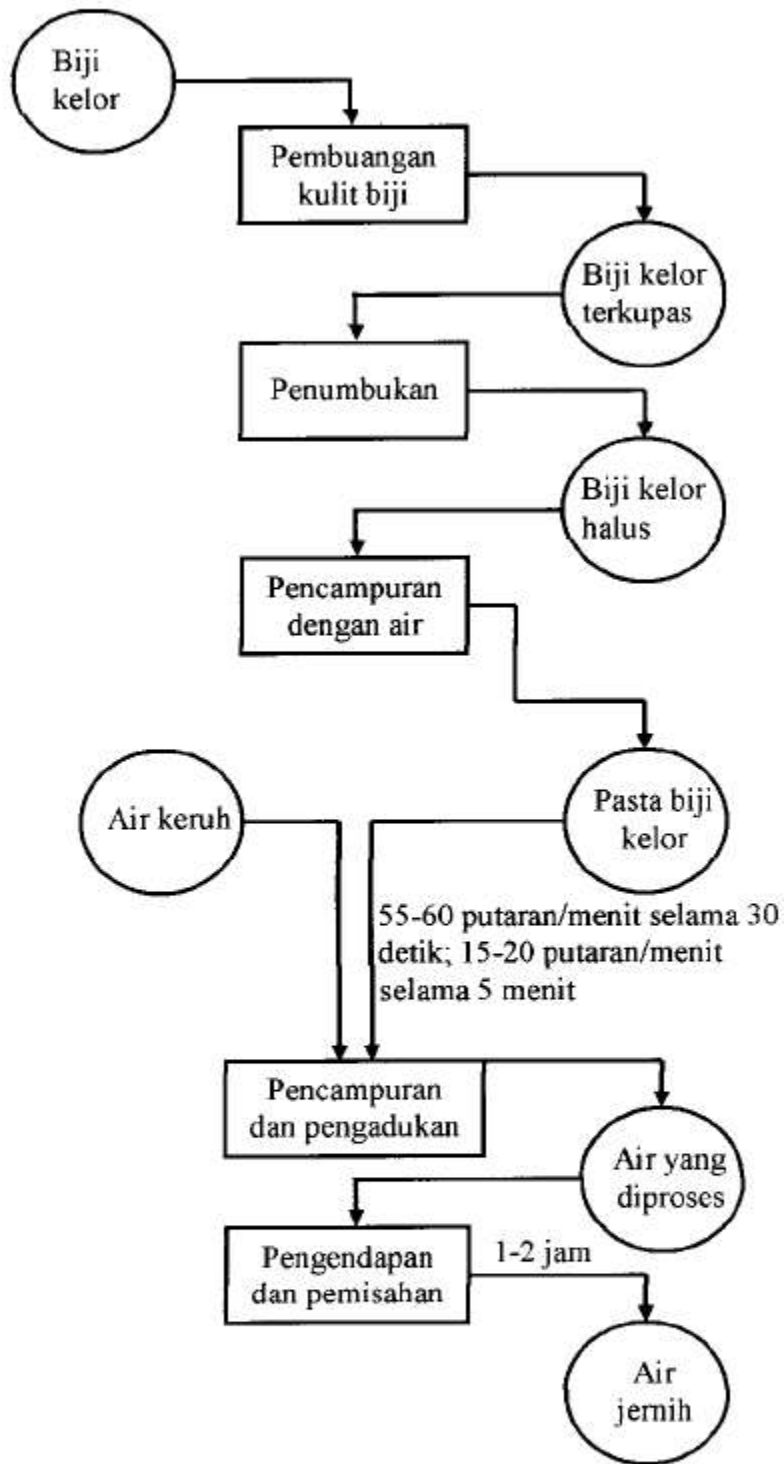 Biji
kelor
Pembuangan
kulit biji
Biji kelor
terkupas
Penumbukan
Biji kelor
halus
Pencampuran
dengan air
Air keruh
Pasta biji
kelor
55-60 putaran/menit selama 30
detik; 15-20 putaran/menit
selama 5 menit
Pencampuran
dan pengadukan
Air yang
diproses
Pengendapan
dan pemisahan
1-2 jam
Air
jernih